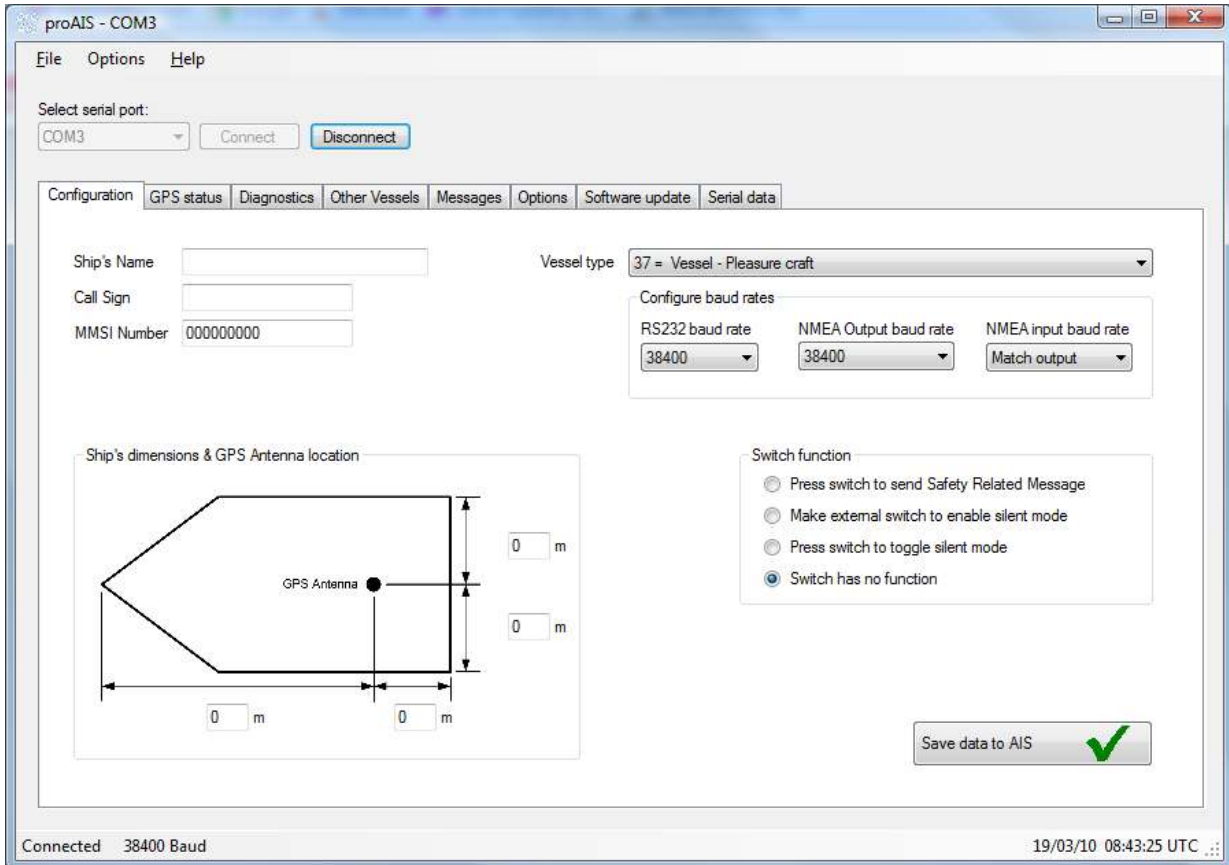 proAIS - COM3
File Options Help
Select serial port:
COM3 Connect Disconnect
Configuration GPS status Diagnostics Other Vessels Messages Options Software update Serial data
Ship's Name
Call Sign
MMSI Number 000000000
Vessel type 37 = Vessel - Pleasure craft
Configure baud rates
RS232 baud rate NMEA Output baud rate NMEA input baud rate
38400 38400 Match output
Ship's dimensions & GPS Antenna location
GPS Antenna
0 m
0 m
0 m 0 m
Switch function
Press switch to send Safety Related Message
Make external switch to enable silent mode
Press switch to toggle silent mode
Switch has no function
Save data to AIS
Connected 38400 Baud 19/03/10 08:43:25 UTC